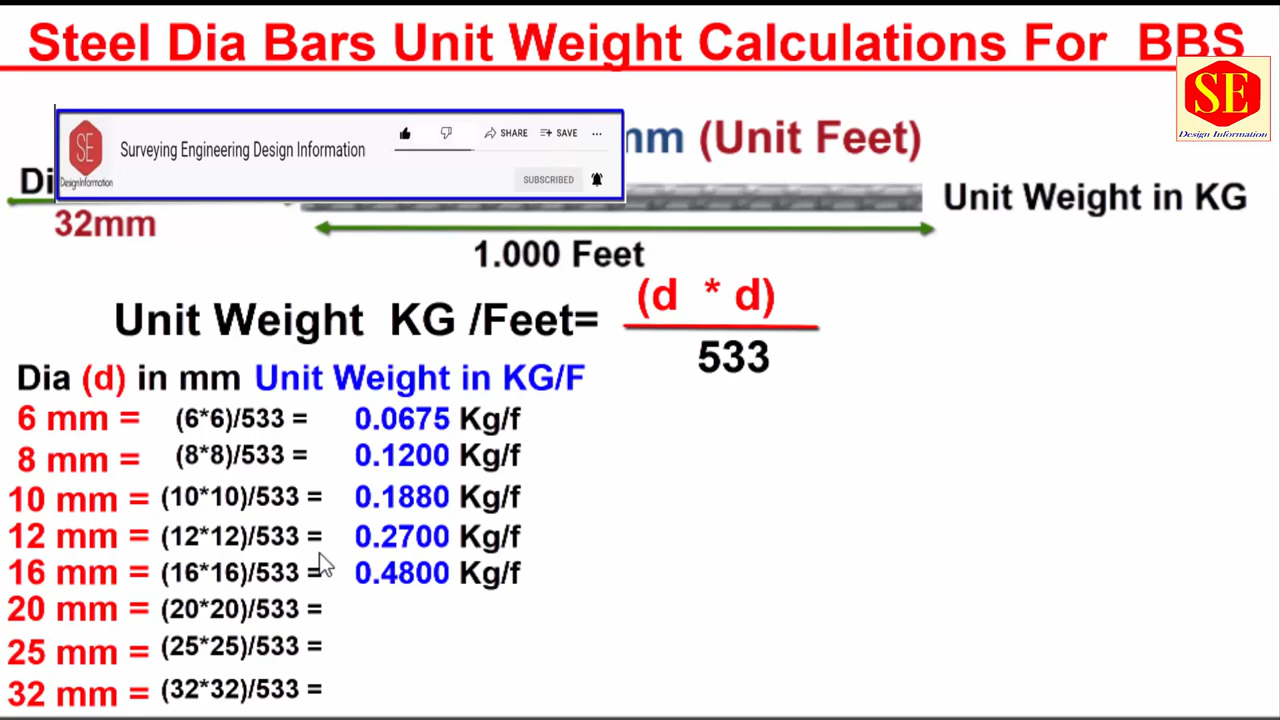 Steel Dia Bars Unit Weight Calculations For BBS
SE
Design Information
SE
Design Information
Surveying Engineering Design Information
SHARE
SAVE
SUBSCRIBED
mm (Unit Feet)
32mm
Unit Weight in KG
1.000 Feet
Unit Weight KG /Feet=
(d * d)
533
Dia (d) in mm Unit Weight in KG/F
6 mm = (6*6)/533 = 0.0675 Kg/f
8 mm = (8*8)/533 = 0.1200 Kg/f
10 mm = (10*10)/533 = 0.1880 Kg/f
12 mm = (12*12)/533 = 0.2700 Kg/f
16 mm = (16*16)/533 = 0.4800 Kg/f
20 mm = (20*20)/533 =
25 mm = (25*25)/533 =
32 mm = (32*32)/533 =